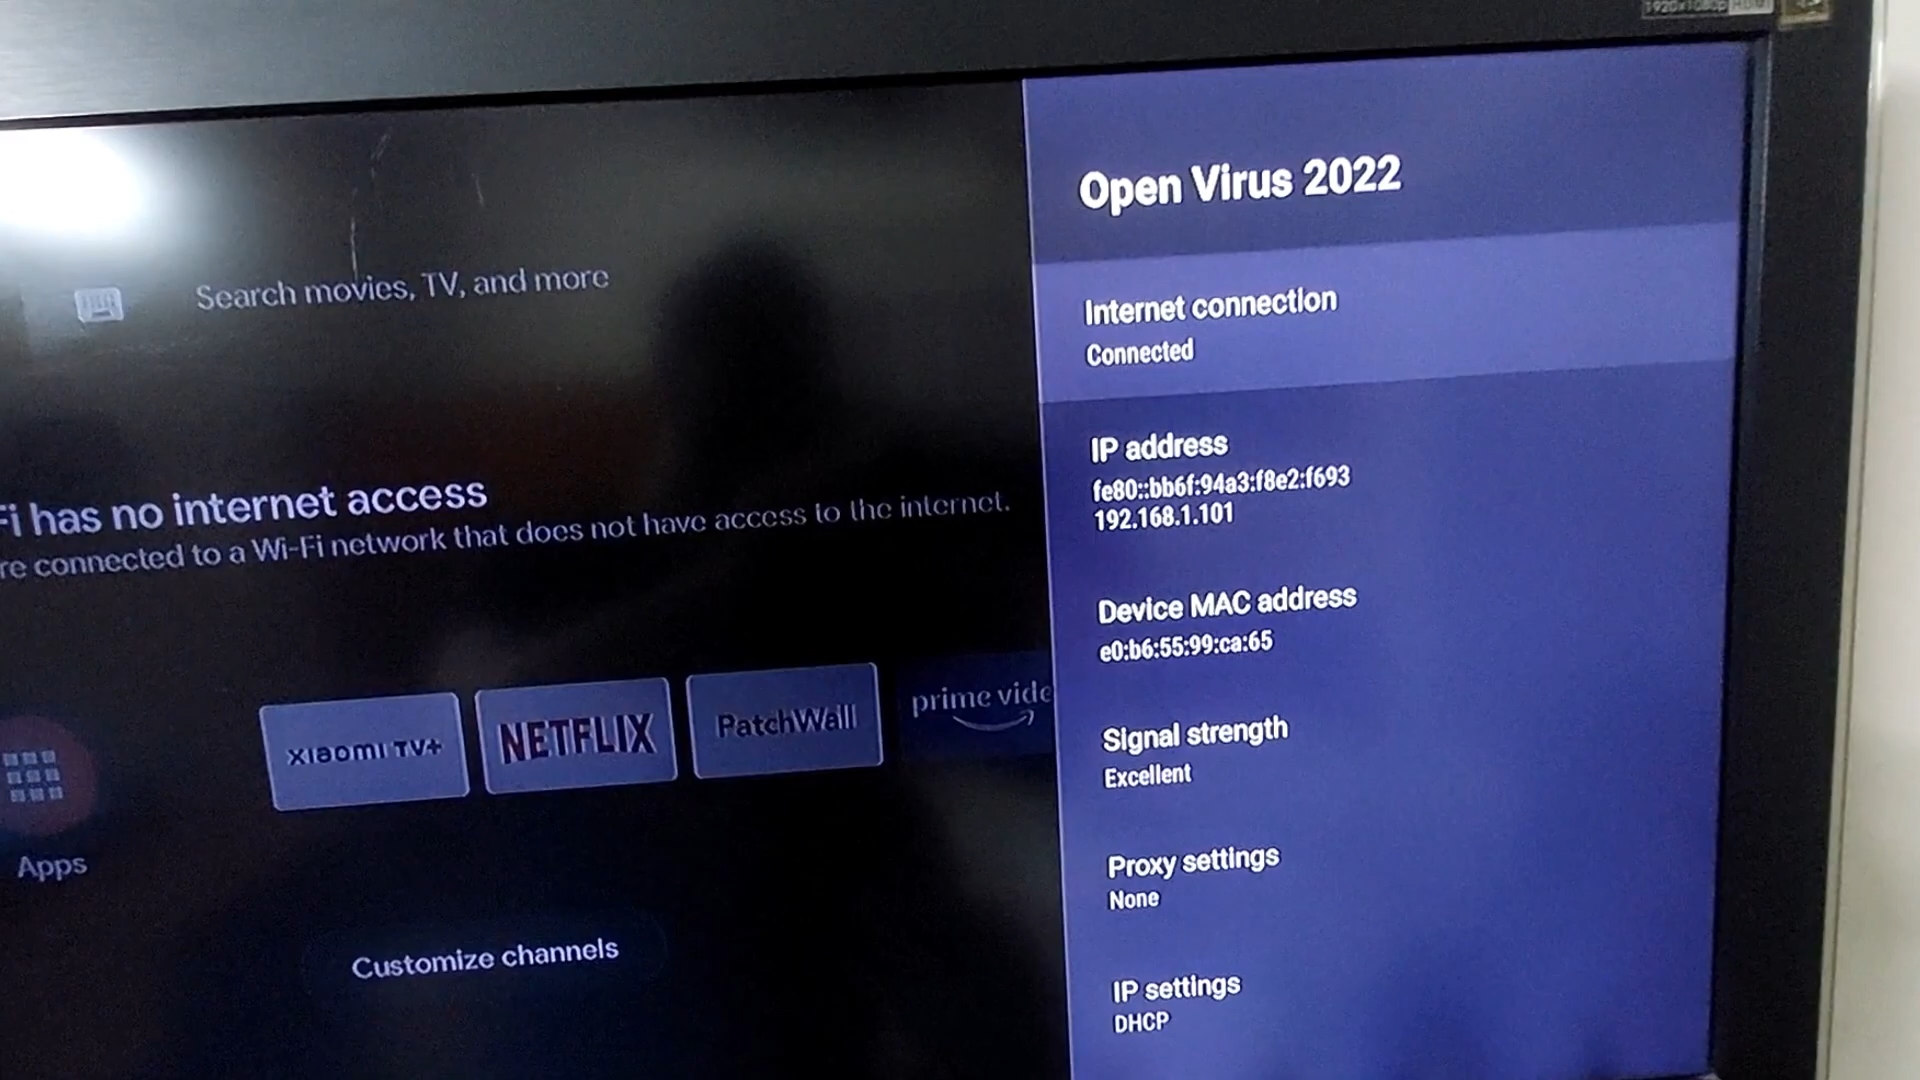 1920x1080p
Search movies, TV, and more
Fi has no internet access
re connected to a Wi-Fi network that does not have access to the internet.
xiaomi TV+
NETFLIX
PatchWall
prime vide
Apps
Customize channels
Open Virus 2022
Internet connection
Connected
IP address
fe80::bb6f:94a3:f8e2:f693
192.168.1.101
Device MAC address
e0:b6:55:99:ca:65
Signal strength
Excellent
Proxy settings
None
IP settings
DHCP